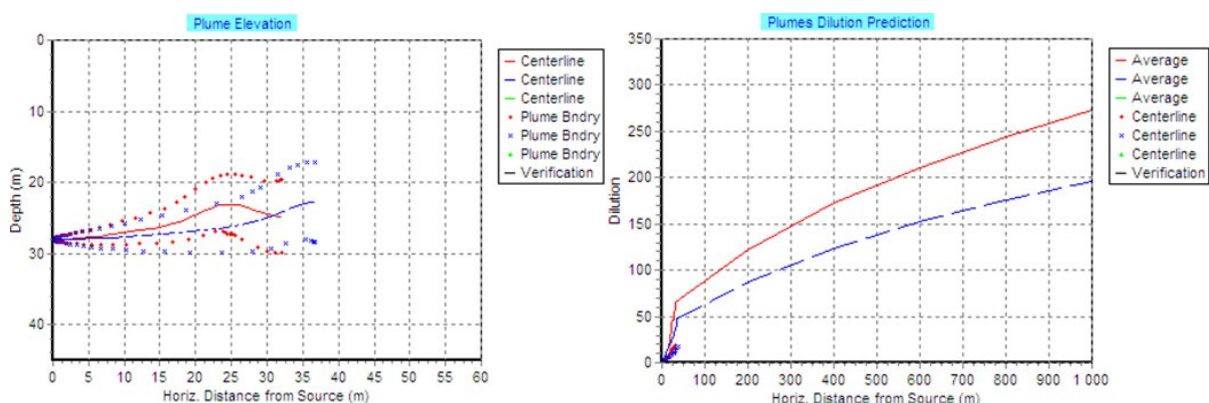 Plume Elevation
0
10
20
30
40
Depth (m)
0 5 10 15 20 25 30 35 40 45 50 55 60
Horiz. Distance from Source (m)
Centerline
Centerline
Centerline
Plume Bndry
Plume Bndry
Plume Bndry
Verification
Plumes Dilution Prediction
350
300
250
200
150
100
50
0
Dilution
100 200 300 400 500 600 700 800 900 1 000
Horiz. Distance from Source (m)
Average
Average
Average
Centerline
Centerline
Centerline
Verification